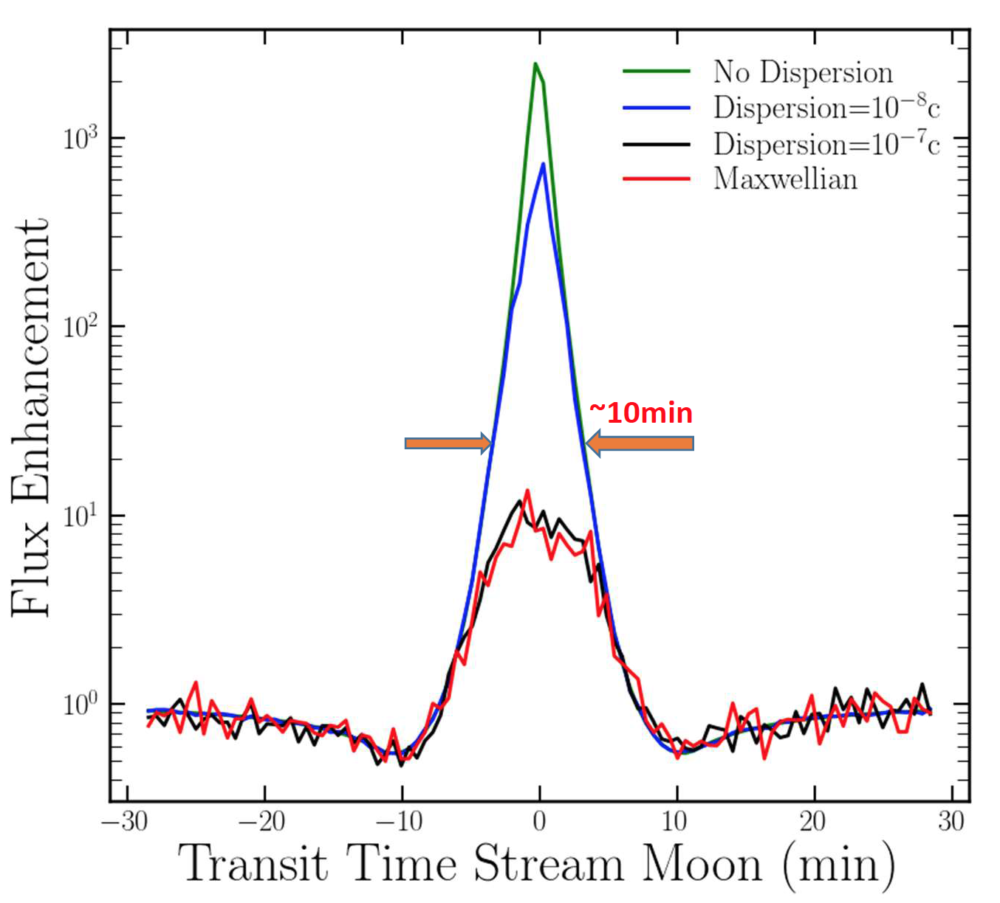 No Dispersion
Dispersion=10⁻⁸c
Dispersion=10⁻⁷c
Maxwellian
~10min
Flux Enhancement
10³
10²
10¹
10⁰
−30 −20 −10 0 10 20 30
Transit Time Stream Moon (min)